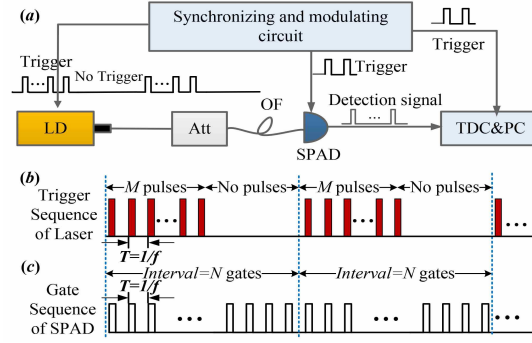 (a)
Synchronizing and modulating
circuit
Trigger
Trigger
No Trigger
Trigger
OF
Detection signal
LD
Att
SPAD
TDC&PC
(b)
M pulses
No pulses
M pulses
No pulses
Trigger
Sequence
of Laser
T=1/f
(c)
Interval=N gates
Interval=N gates
T=1/f
Gate
Sequence
of SPAD